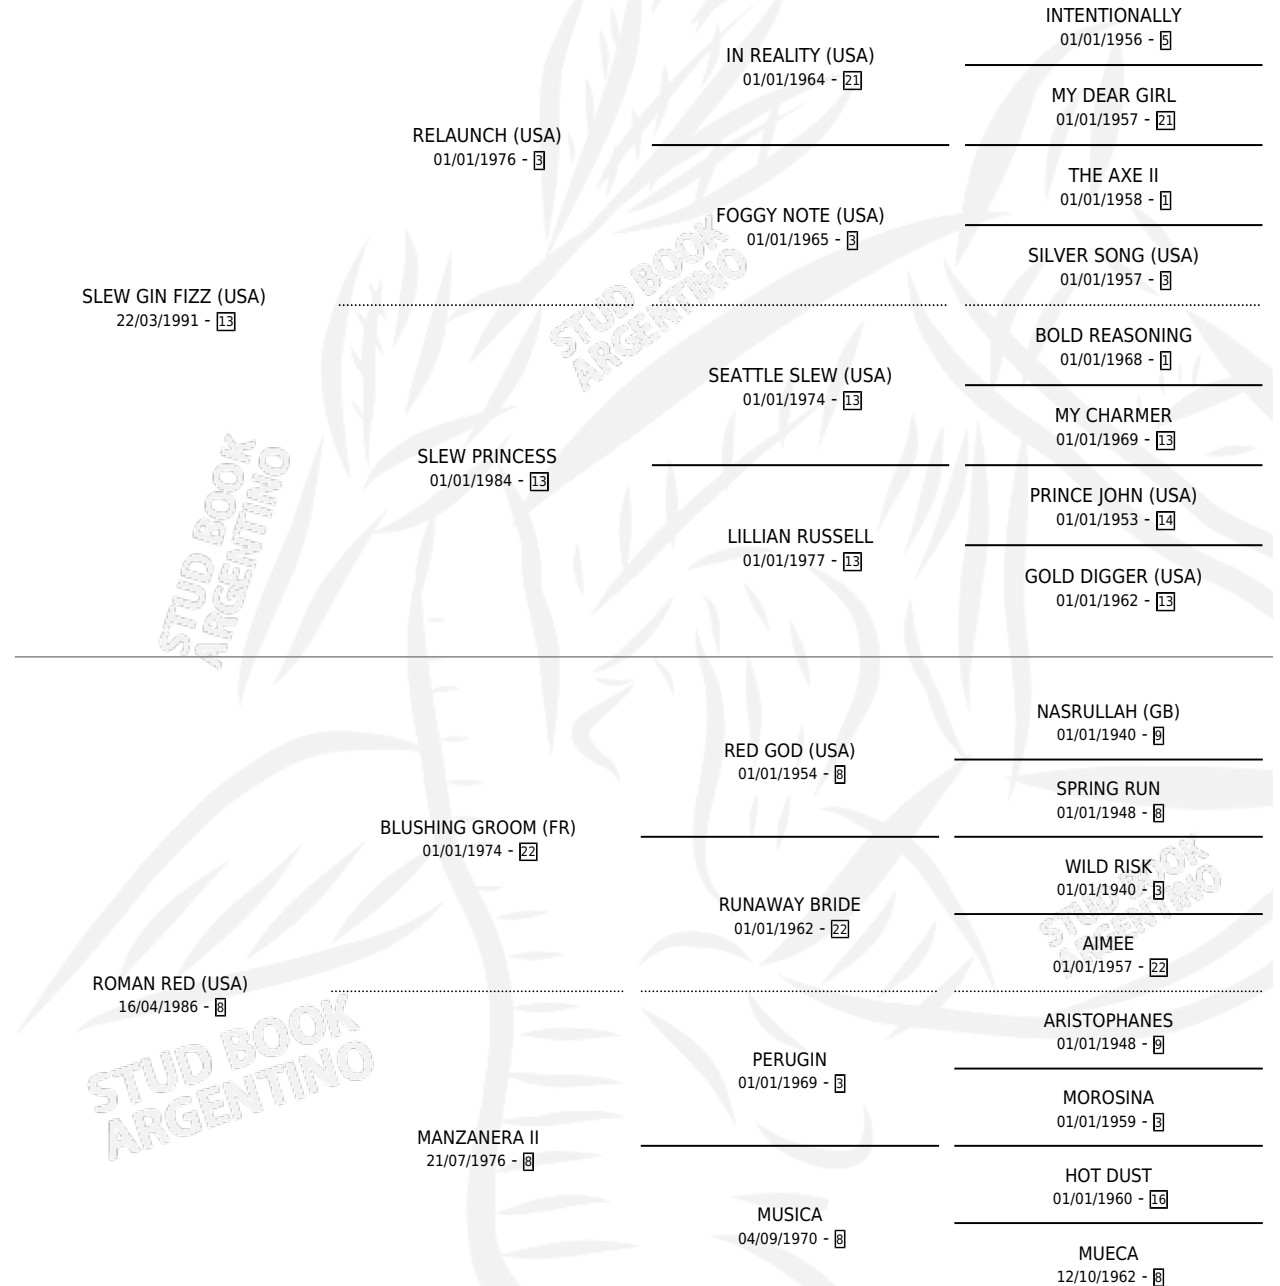 INTENTIONALLY
01/01/1956 - 5
IN REALITY (USA)
01/01/1964 - 21
MY DEAR GIRL
01/01/1957 - 21
RELAUNCH (USA)
01/01/1976 - 3
THE AXE II
01/01/1958 - 1
FOGGY NOTE (USA)
01/01/1965 - 3
SILVER SONG (USA)
01/01/1957 - 3
SLEW GIN FIZZ (USA)
22/03/1991 - 13
STUD BOOK
ARGENTINO
BOLD REASONING
01/01/1968 - 1
SEATTLE SLEW (USA)
01/01/1974 - 13
MY CHARMER
01/01/1969 - 13
SLEW PRINCESS
01/01/1984 - 13
PRINCE JOHN (USA)
01/01/1953 - 14
LILLIAN RUSSELL
01/01/1977 - 13
GOLD DIGGER (USA)
01/01/1962 - 13
STUD BOOK
ARGENTINO
NASRULLAH (GB)
01/01/1940 - 9
RED GOD (USA)
01/01/1954 - 8
SPRING RUN
01/01/1948 - 8
BLUSHING GROOM (FR)
01/01/1974 - 22
WILD RISK
01/01/1940 - 3
RUNAWAY BRIDE
01/01/1962 - 22
AIMEE
01/01/1957 - 22
STUD BOOK
ARGENTINO
ROMAN RED (USA)
16/04/1986 - 8
ARISTOPHANES
01/01/1948 - 9
PERUGIN
01/01/1969 - 3
MOROSINA
01/01/1959 - 3
STUD BOOK
ARGENTINO
MANZANERA II
21/07/1976 - 8
HOT DUST
01/01/1960 - 16
MUSICA
04/09/1970 - 8
MUECA
12/10/1962 - 8